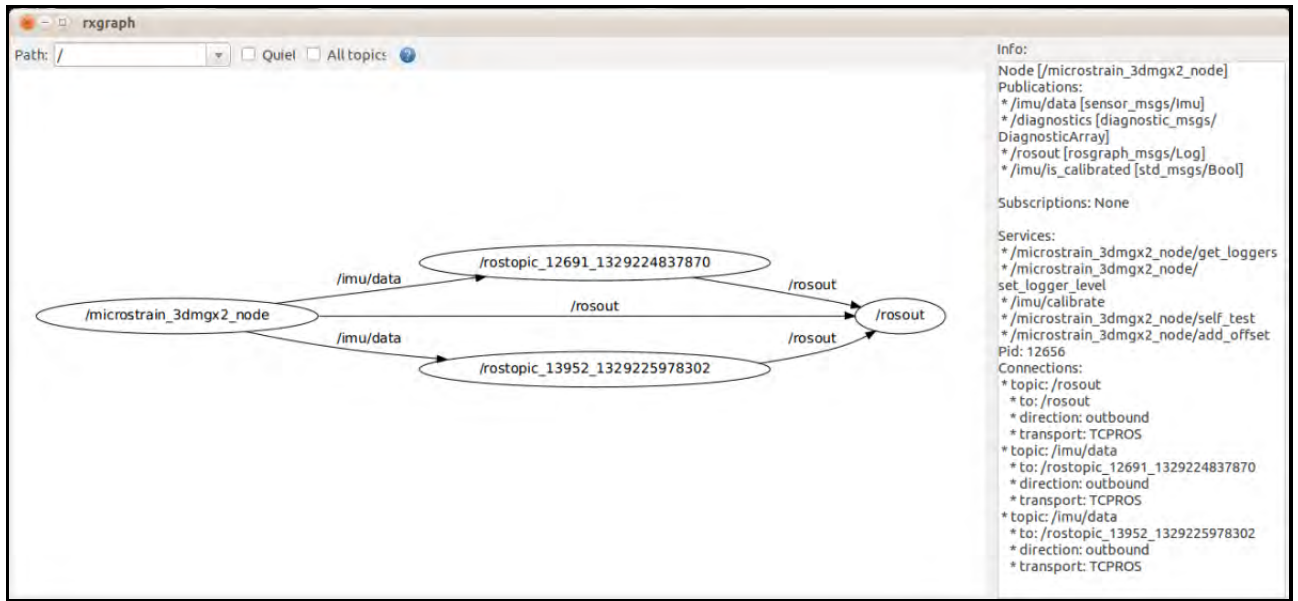 rxgraph
Path: /
Quiet
All topics
/rostopic_12691_1329224837870
/imu/data
/rosout
/microstrain_3dmgx2_node
/rosout
/rosout
/imu/data
/rosout
/rostopic_13952_1329225978302
Info:
Node [/microstrain_3dmgx2_node]
Publications:
* /imu/data [sensor_msgs/Imu]
* /diagnostics [diagnostic_msgs/
DiagnosticArray]
* /rosout [rosgraph_msgs/Log]
* /imu/is_calibrated [std_msgs/Bool]
Subscriptions: None
Services:
* /microstrain_3dmgx2_node/get_loggers
* /microstrain_3dmgx2_node/
set_logger_level
* /imu/calibrate
* /microstrain_3dmgx2_node/self_test
* /microstrain_3dmgx2_node/add_offset
Pid: 12656
Connections:
* topic: /rosout
* to: /rosout
* direction: outbound
* transport: TCPROS
* topic: /imu/data
* to: /rostopic_12691_1329224837870
* direction: outbound
* transport: TCPROS
* topic: /imu/data
* to: /rostopic_13952_1329225978302
* direction: outbound
* transport: TCPROS